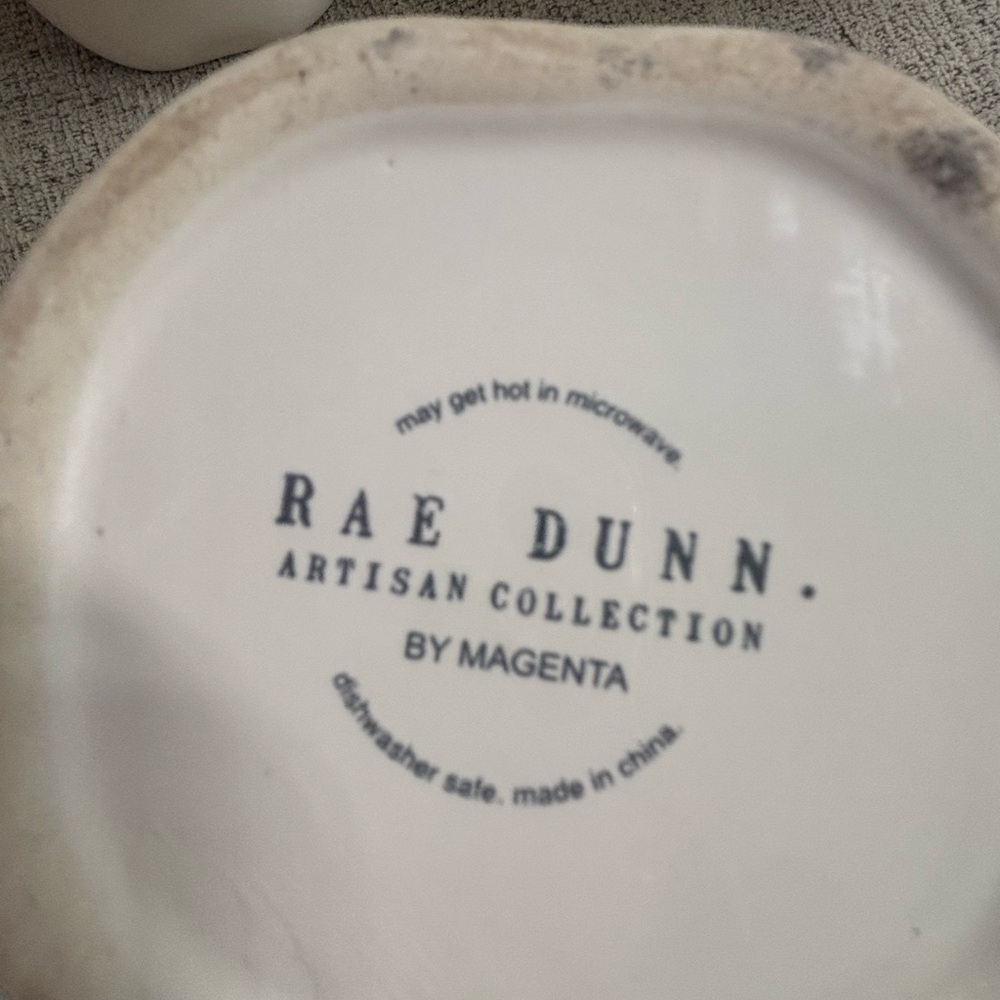 may get hot in microwave.
RAE DUNN.
ARTISAN COLLECTION
BY MAGENTA
dishwasher safe. made in china.